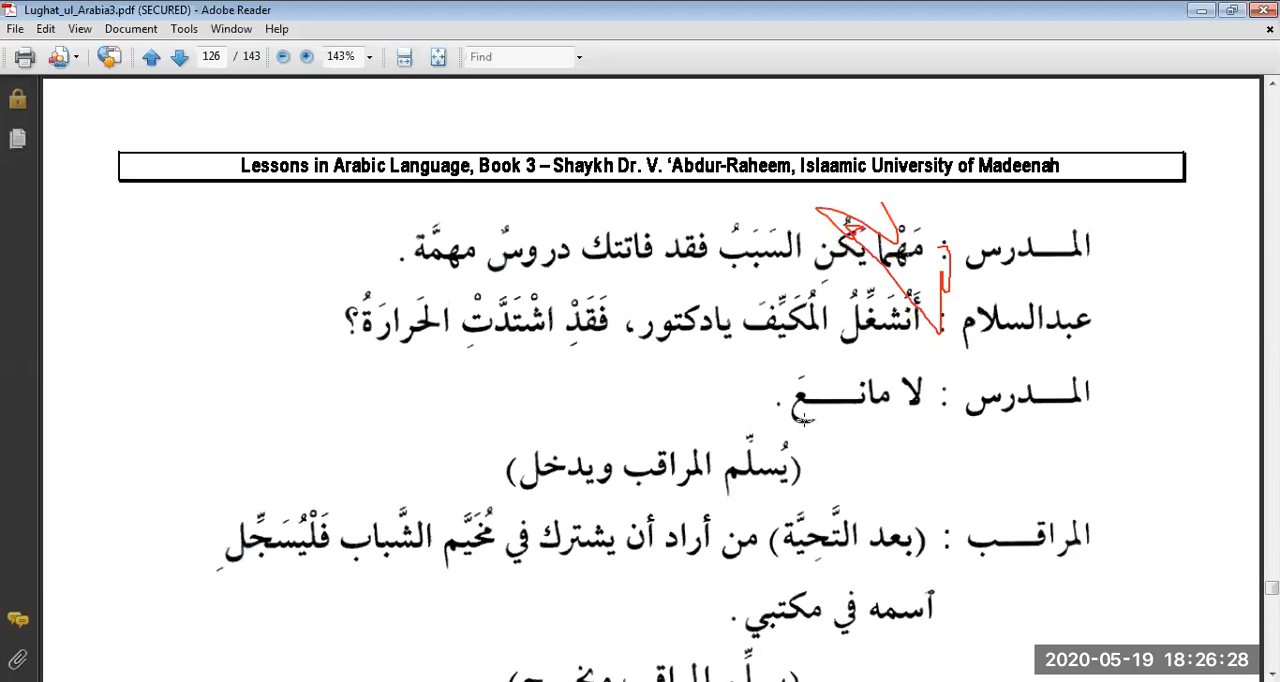 Lughat_ul_Arabia3.pdf (SECURED) - Adobe Reader
File Edit View Document Tools Window Help
126 / 143 143% Find
Lessons in Arabic Language, Book 3 – Shaykh Dr. V. ‘Abdur-Raheem, Islaamic University of Madeenah
المـــدرس : مَهْما يَكُنِ السَبَبُ فقد فاتتك دروسٌ مهمَّة .
عبدالسلام : أَنُشَغِّلُ المُكَيِّفَ يادكتور، فَقَدْ اشْتَدَّتْ الحَرارَةُ؟
المـــدرس : لا مانـــعَ .
(يُسلِّم المراقب ويدخل)
المراقـــب : (بعد التَّحِيَّة) من أراد أن يشترك في مُخَيَّم الشَّباب فَلْيُسَجِّلِ
ٱسمه في مكتبي .
2020-05-19 18:26:28